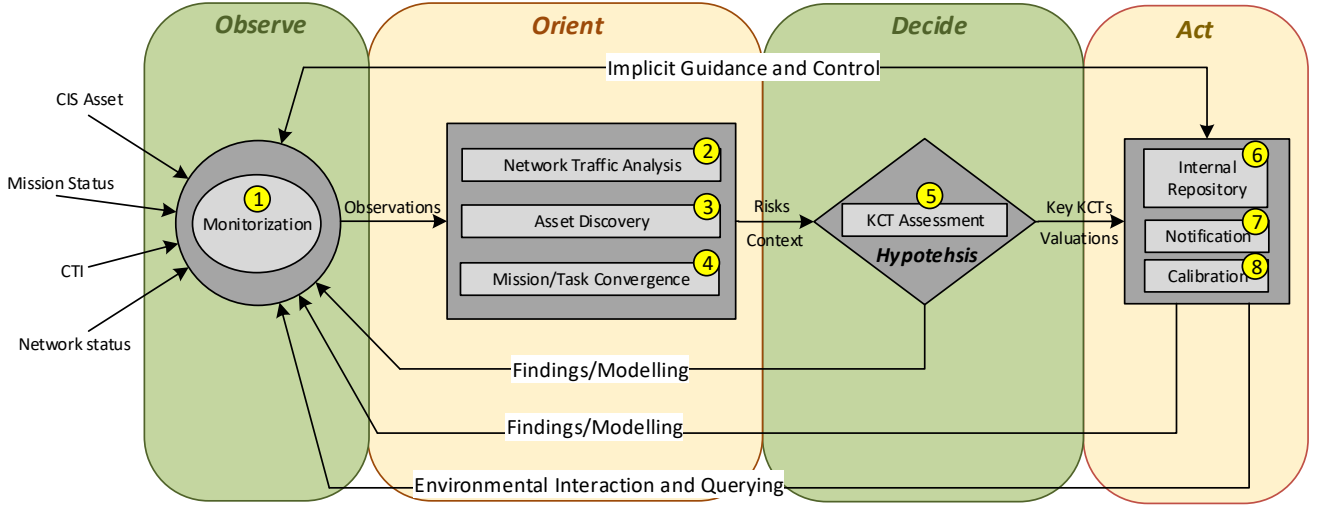 Observe
Orient
Decide
Act
Implicit Guidance and Control
CIS Asset
Mission Status
CTI
Network status
1
Monitorization
Observations
2
Network Traffic Analysis
3
Asset Discovery
4
Mission/Task Convergence
Risks
Context
5
KCT Assessment
Hypotehsis
Key KCTs
Valuations
6
Internal
Repository
7
Notification
8
Calibration
Findings/Modelling
Findings/Modelling
Environmental Interaction and Querying